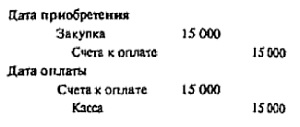 Дата приобретения
Закупка 15 000
Счета к оплате 15 000
Дата оплаты
Счета к оплате 15 000
Касса 15 000